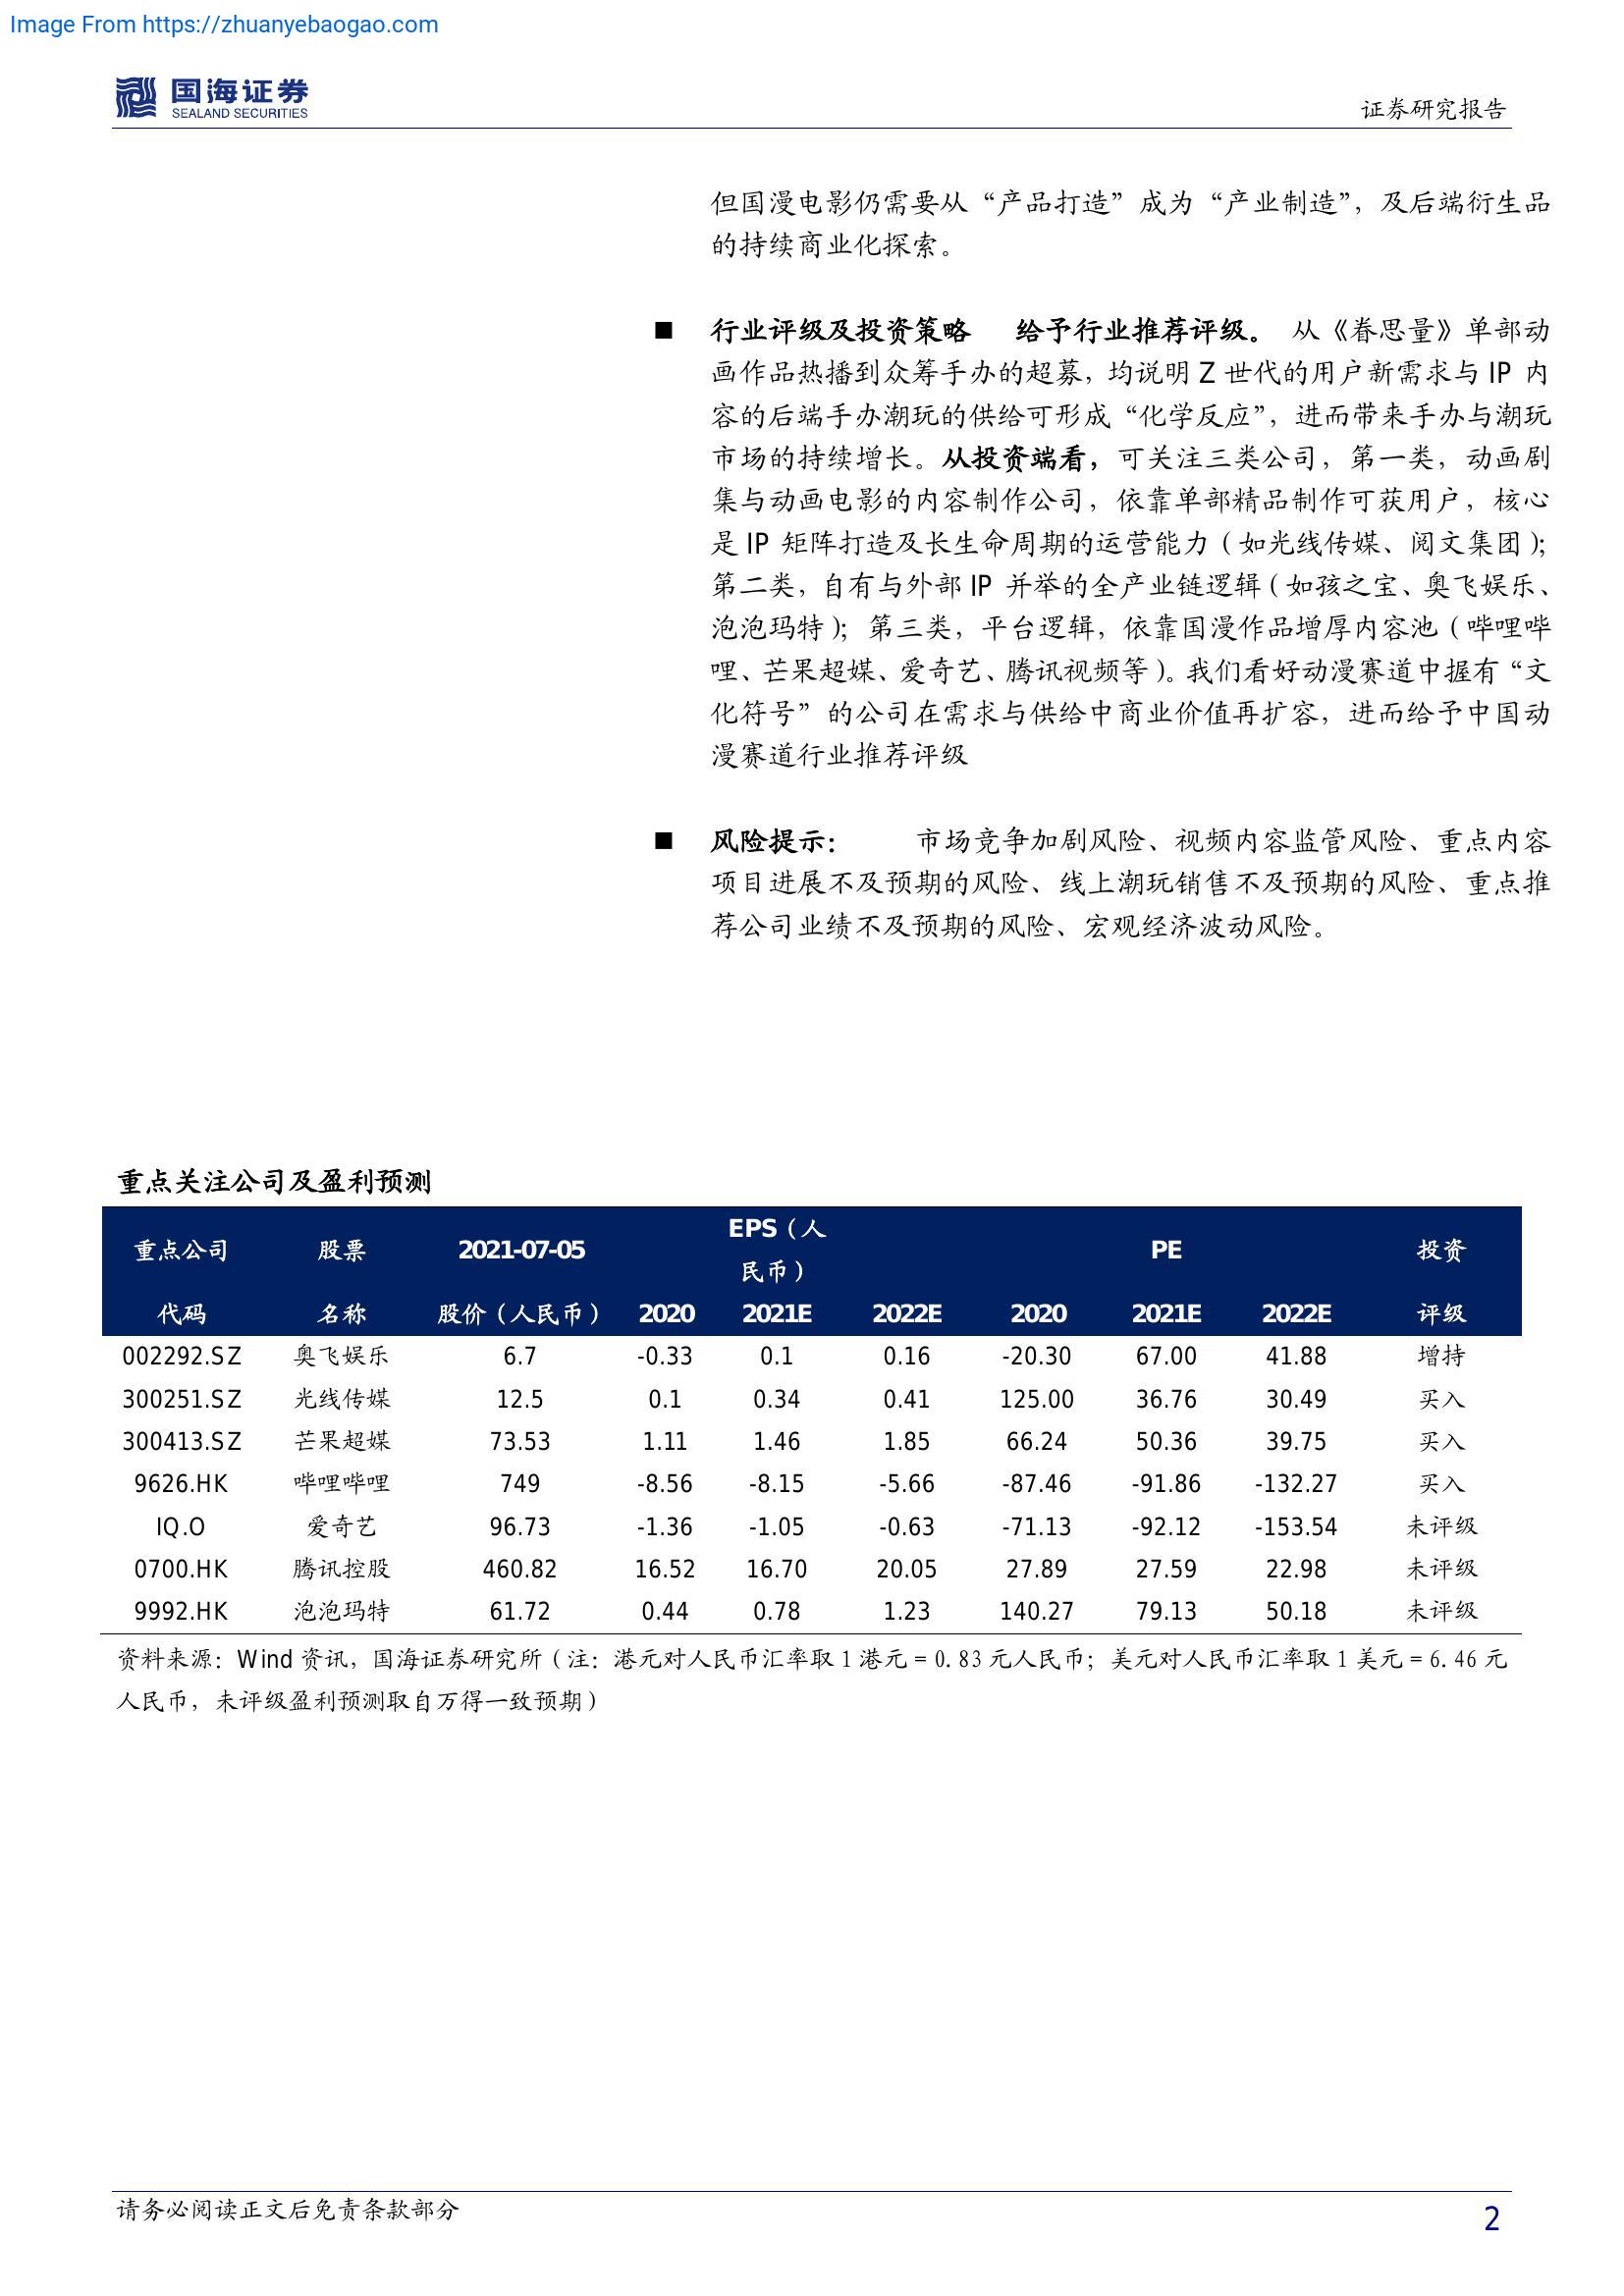 Image From https://zhuanyebaogao.com
国海证券
SEALAND SECURITIES
证券研究报告
但国漫电影仍需要从“产品打造”成为“产业制造”，及后端衍生品
的持续商业化探索。
■ 行业评级及投资策略 给予行业推荐评级。 从《眷思量》单部动
画作品热播到众筹手办的超募，均说明 Z 世代的用户新需求与 IP 内
容的后端手办潮玩的供给可形成“化学反应”，进而带来手办与潮玩
市场的持续增长。从投资端看，可关注三类公司，第一类，动画剧
集与动画电影的内容制作公司，依靠单部精品制作可获用户，核心
是 IP 矩阵打造及长生命周期的运营能力（如光线传媒、阅文集团）；
第二类，自有与外部 IP 并举的全产业链逻辑（如孩之宝、奥飞娱乐、
泡泡玛特）；第三类，平台逻辑，依靠国漫作品增厚内容池（哔哩哔
哩、芒果超媒、爱奇艺、腾讯视频等）。我们看好动漫赛道中握有“文
化符号”的公司在需求与供给中商业价值再扩容，进而给予中国动
漫赛道行业推荐评级
■ 风险提示： 市场竞争加剧风险、视频内容监管风险、重点内容
项目进展不及预期的风险、线上潮玩销售不及预期的风险、重点推
荐公司业绩不及预期的风险、宏观经济波动风险。
重点关注公司及盈利预测
重点公司 股票 2021-07-05 EPS（人 PE 投资
民币）
代码 名称 股价（人民币） 2020 2021E 2022E 2020 2021E 2022E 评级
002292.SZ 奥飞娱乐 6.7 -0.33 0.1 0.16 -20.30 67.00 41.88 增持
300251.SZ 光线传媒 12.5 0.1 0.34 0.41 125.00 36.76 30.49 买入
300413.SZ 芒果超媒 73.53 1.11 1.46 1.85 66.24 50.36 39.75 买入
9626.HK 哔哩哔哩 749 -8.56 -8.15 -5.66 -87.46 -91.86 -132.27 买入
IQ.O 爱奇艺 96.73 -1.36 -1.05 -0.63 -71.13 -92.12 -153.54 未评级
0700.HK 腾讯控股 460.82 16.52 16.70 20.05 27.89 27.59 22.98 未评级
9992.HK 泡泡玛特 61.72 0.44 0.78 1.23 140.27 79.13 50.18 未评级
资料来源：Wind 资讯，国海证券研究所（注：港元对人民币汇率取 1 港元＝0.83 元人民币；美元对人民币汇率取 1 美元＝6.46 元
人民币，未评级盈利预测取自万得一致预期）
请务必阅读正文后免责条款部分
2